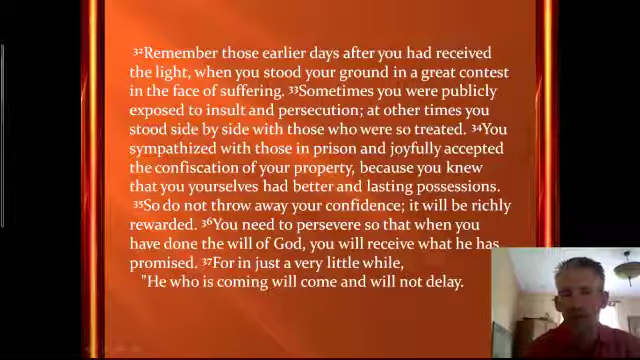 ³²Remember those earlier days after you had received
the light, when you stood your ground in a great contest
in the face of suffering. ³³Sometimes you were publicly
exposed to insult and persecution; at other times you
stood side by side with those who were so treated. ³⁴You
sympathized with those in prison and joyfully accepted
the confiscation of your property, because you knew
that you yourselves had better and lasting possessions.
³⁵So do not throw away your confidence; it will be richly
rewarded. ³⁶You need to persevere so that when you
have done the will of God, you will receive what he has
promised. ³⁷For in just a very little while,
"He who is coming will come and will not delay.